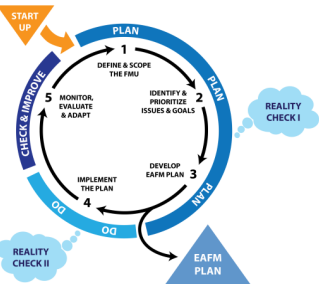 START
UP
PLAN
1
DEFINE & SCOPE
THE FMU
5
MONITOR,
EVALUATE
& ADAPT
IDENTIFY &
PRIORITIZE
ISSUES & GOALS
2
PLAN
REALITY
CHECK I
CHECK & IMPROVE
DEVELOP
EAFM PLAN
3
PLAN
IMPLEMENT
THE PLAN
4
DO
DO
REALITY
CHECK II
EAFM
PLAN